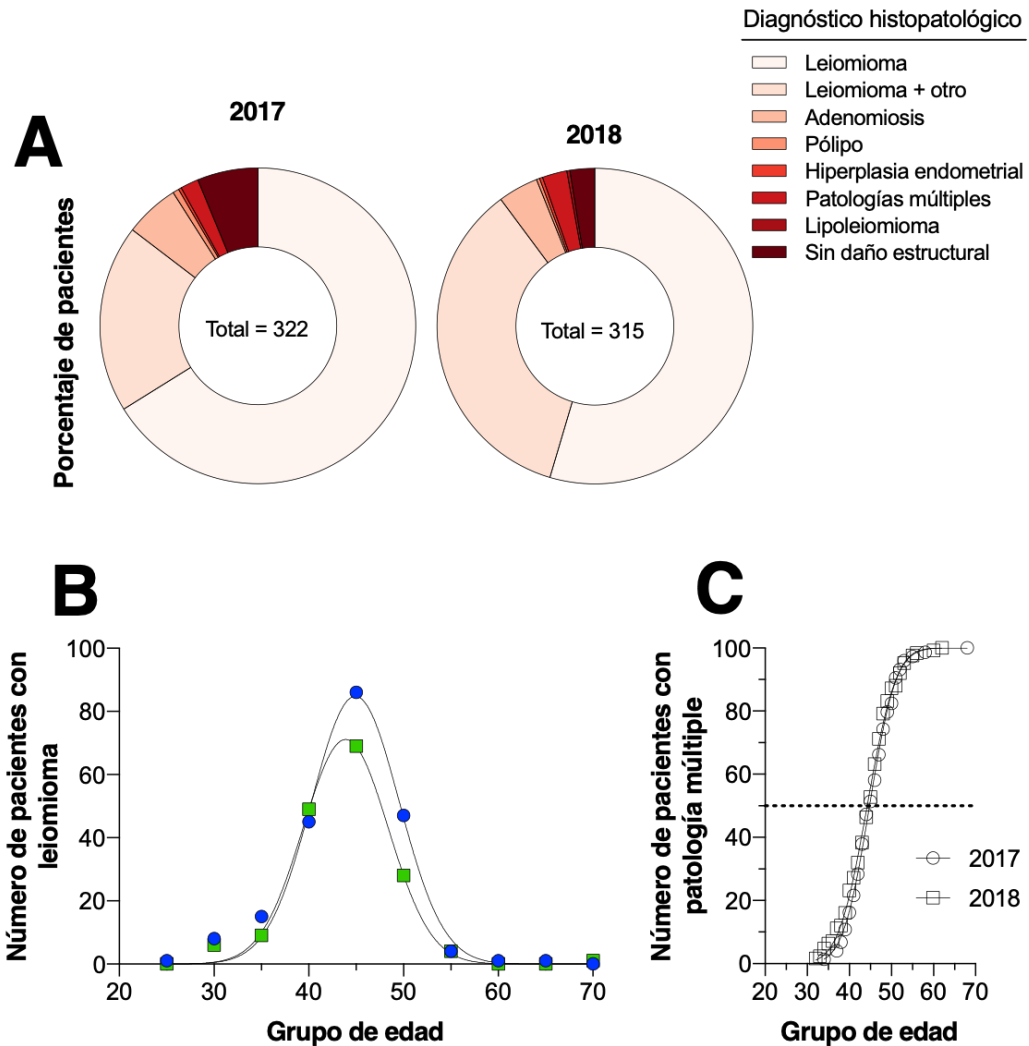 Diagnóstico histopatológico
Leiomioma
Leiomioma + otro
Adenomiosis
Pólipo
Hiperplasia endometrial
Patologías múltiples
Lipoleiomioma
Sin daño estructural
A
2017
2018
Porcentaje de pacientes
Total = 322
Total = 315
B
Número de pacientes con
leiomioma
100
80
60
40
20
0
20
30
40
50
60
70
Grupo de edad
C
Número de pacientes con
patología múltiple
100
80
60
40
20
0
2017
2018
20
30
40
50
60
70
Grupo de edad